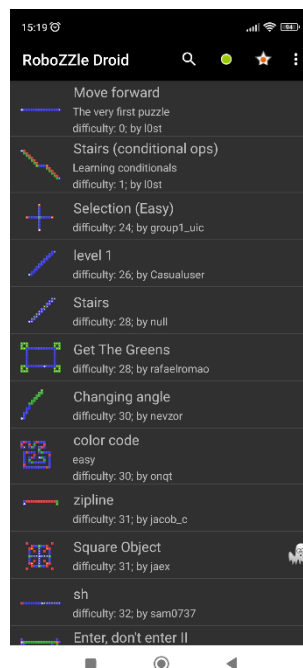 15:19
94
RoboZZle Droid
Move forward
The very first puzzle
difficulty: 0; by l0st
Stairs (conditional ops)
Learning conditionals
difficulty: 1; by l0st
Selection (Easy)
difficulty: 24; by group1_uic
level 1
difficulty: 26; by Casualuser
Stairs
difficulty: 28; by null
Get The Greens
difficulty: 28; by rafaelromao
Changing angle
difficulty: 30; by nevzor
color code
easy
difficulty: 30; by onqt
zipline
difficulty: 31; by jacob_c
Square Object
difficulty: 31; by jaex
sh
difficulty: 32; by sam0737
Enter, don't enter II